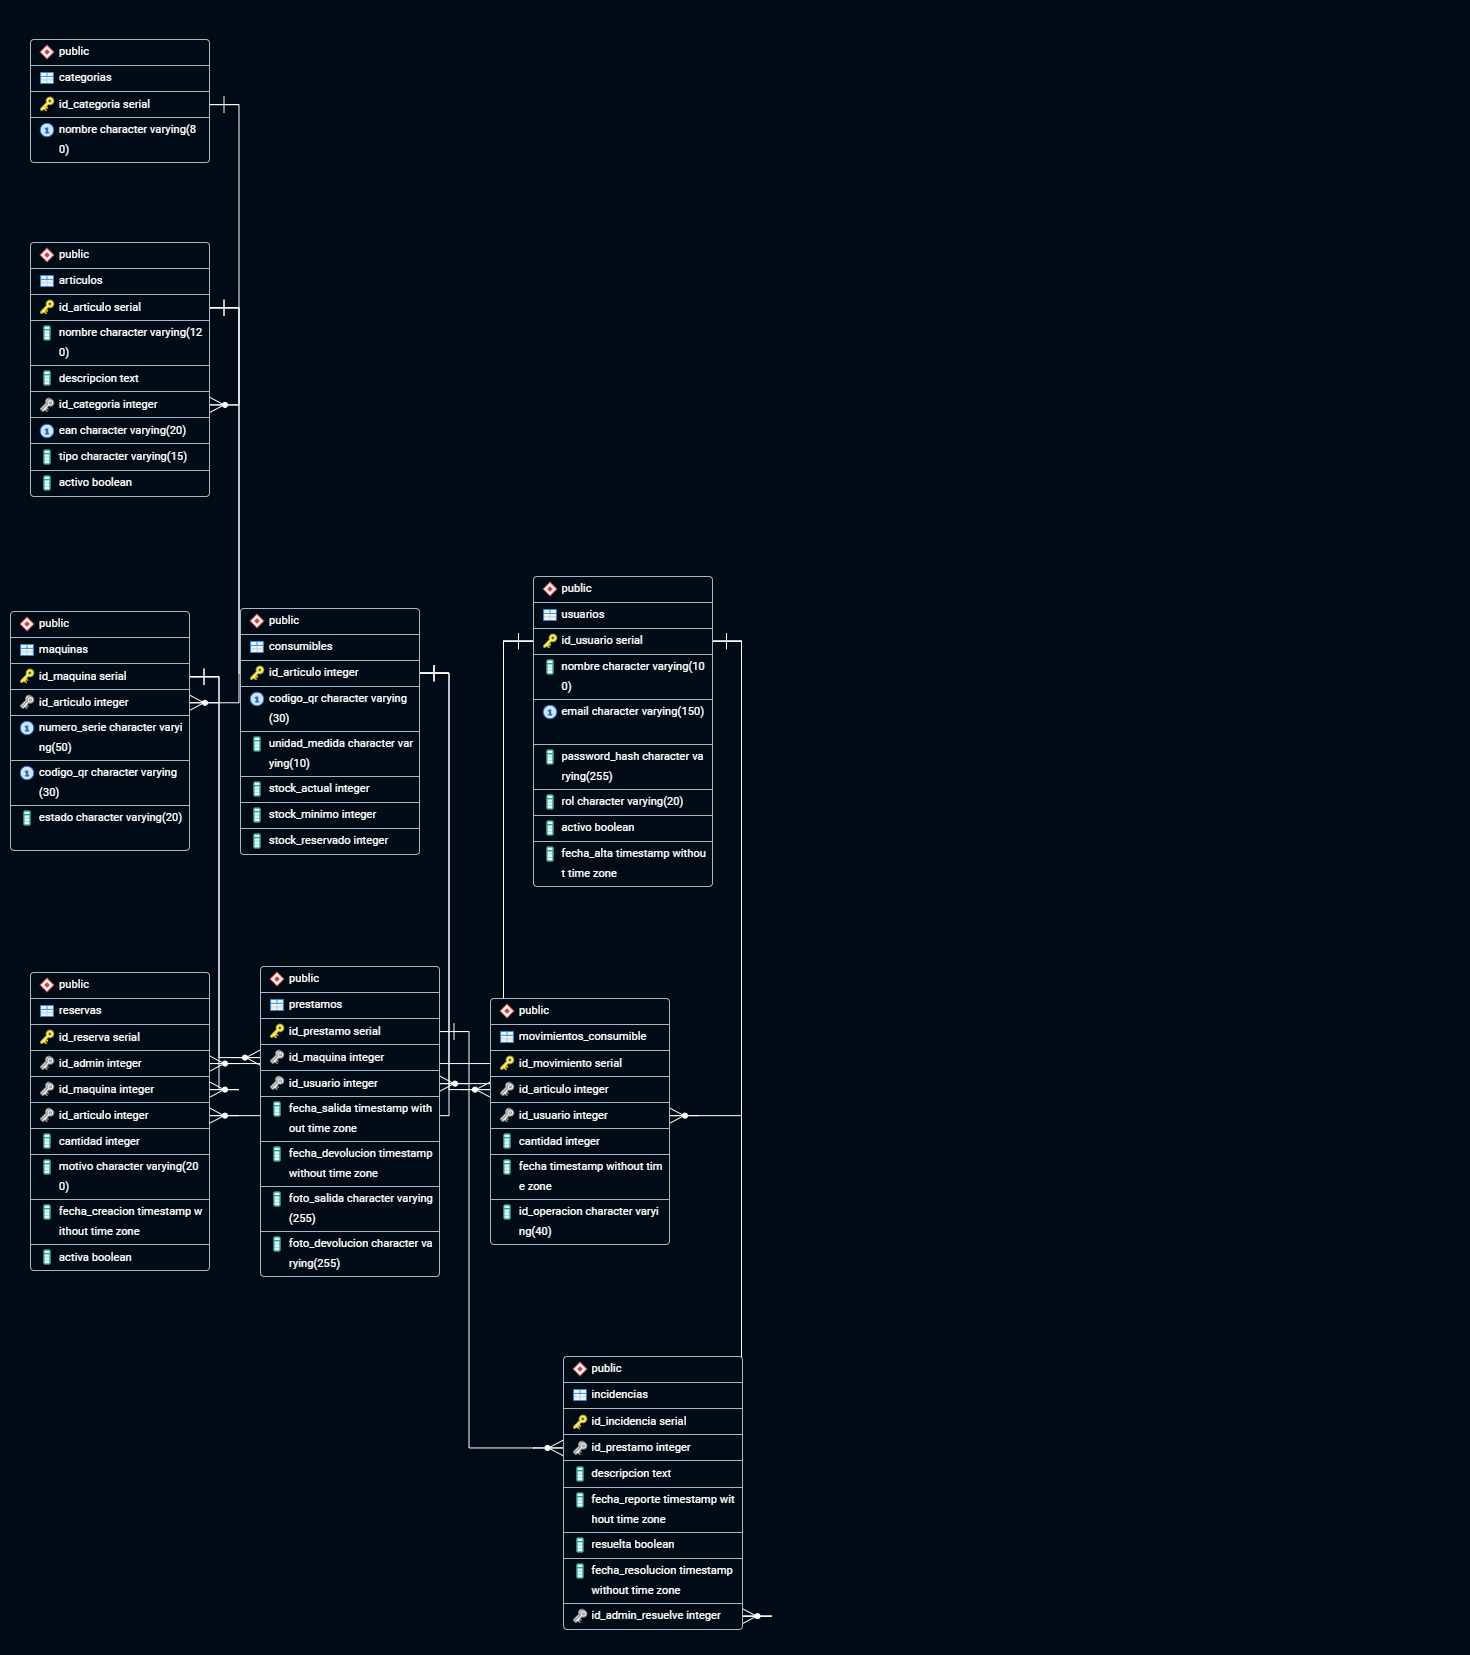 public
categorias
id_categoria serial
nombre character varying(8
0)
public
articulos
id_articulo serial
nombre character varying(12
0)
descripcion text
id_categoria integer
ean character varying(20)
tipo character varying(15)
activo boolean
public
maquinas
id_maquina serial
id_articulo integer
numero_serie character varyi
ng(50)
codigo_qr character varying
(30)
estado character varying(20)
public
consumibles
id_articulo integer
codigo_qr character varying
(30)
unidad_medida character var
ying(10)
stock_actual integer
stock_minimo integer
stock_reservado integer
public
usuarios
id_usuario serial
nombre character varying(10
0)
email character varying(150)
password_hash character va
rying(255)
rol character varying(20)
activo boolean
fecha_alta timestamp withou
t time zone
public
reservas
id_reserva serial
id_admin integer
id_maquina integer
id_articulo integer
cantidad integer
motivo character varying(20
0)
fecha_creacion timestamp w
ithout time zone
activa boolean
public
prestamos
id_prestamo serial
id_maquina integer
id_usuario integer
fecha_salida timestamp with
out time zone
fecha_devolucion timestamp
without time zone
foto_salida character varying
(255)
foto_devolucion character va
rying(255)
public
movimientos_consumible
id_movimiento serial
id_articulo integer
id_usuario integer
cantidad integer
fecha timestamp without tim
e zone
id_operacion character varyi
ng(40)
public
incidencias
id_incidencia serial
id_prestamo integer
descripcion text
fecha_reporte timestamp wit
hout time zone
resuelta boolean
fecha_resolucion timestamp
without time zone
id_admin_resuelve integer